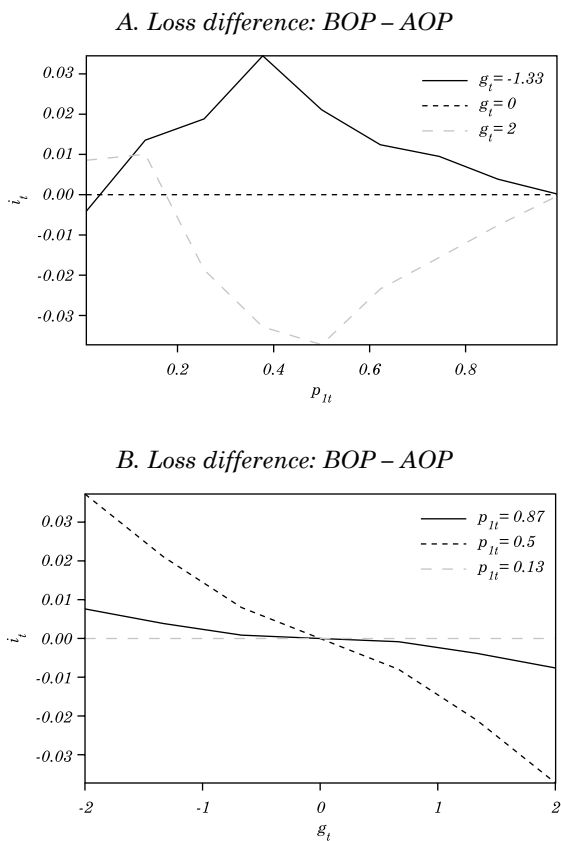 A. Loss difference: BOP – AOP
0.03
0.02
0.01
0.00
-0.01
-0.02
-0.03
i_t
g_t= -1.33
g_t= 0
g_t= 2
0.2 0.4 0.6 0.8
p_1t
B. Loss difference: BOP – AOP
0.03
0.02
0.01
0.00
-0.01
-0.02
-0.03
i_t
p_1t= 0.87
p_1t= 0.5
p_1t= 0.13
-2 -1 0 1 2
g_t